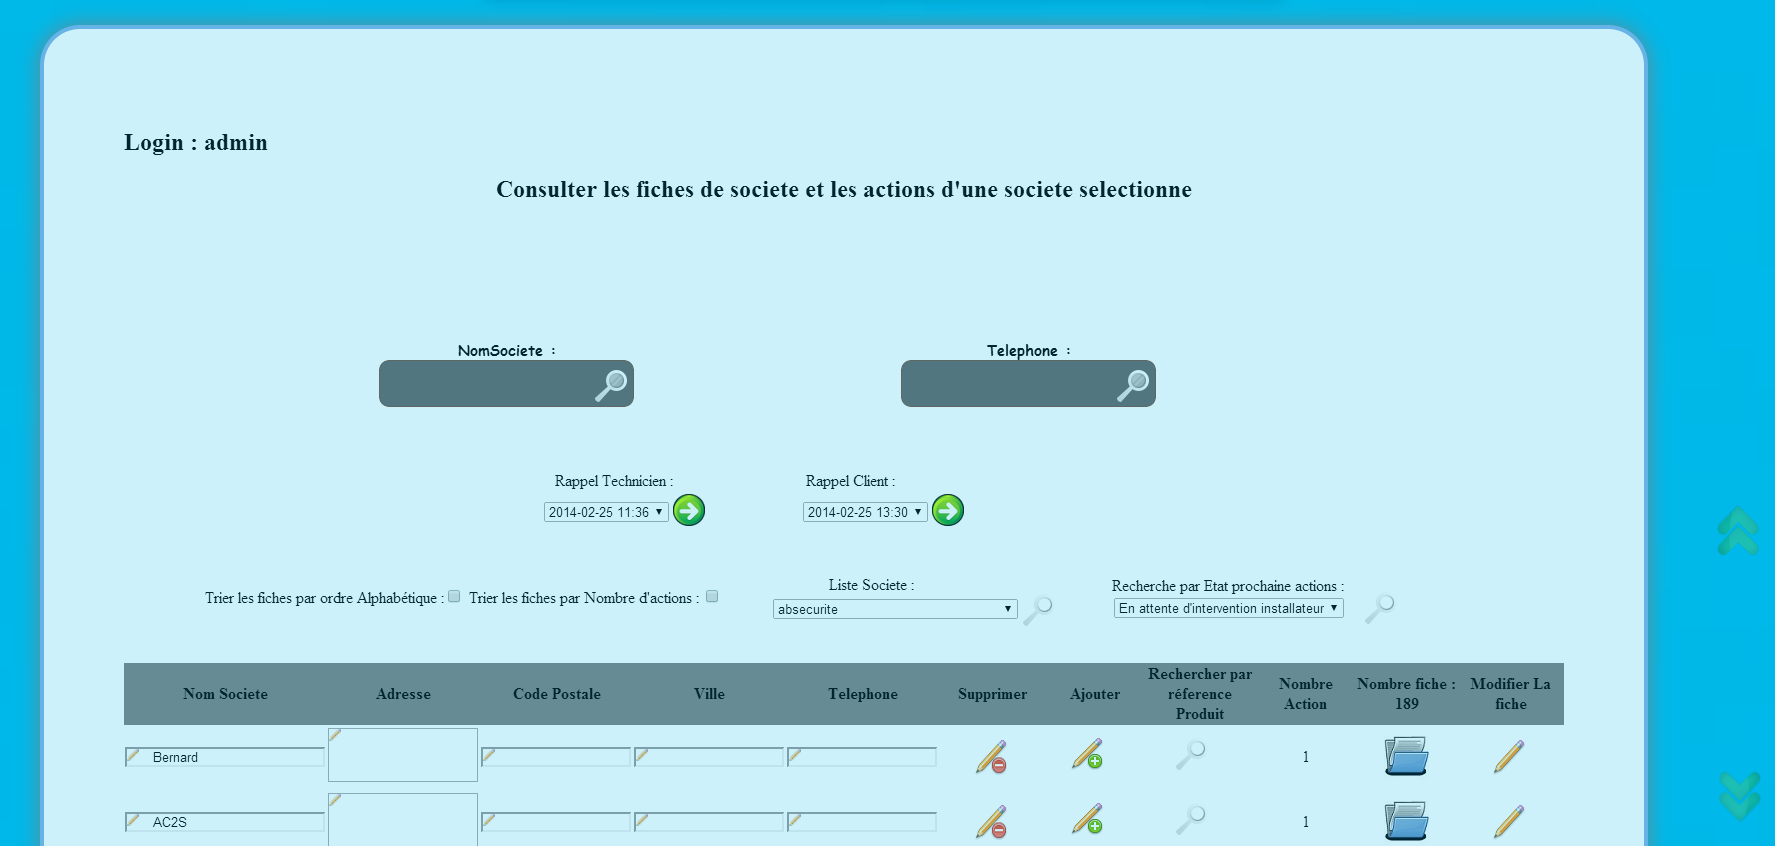 Login : admin
Consulter les fiches de societe et les actions d'une societe selectionne
NomSociete :
Telephone :
Rappel Technicien :
Rappel Client :
2014-02-25 11:36
2014-02-25 13:30
Trier les fiches par ordre Alphabétique :
Trier les fiches par Nombre d'actions :
Liste Societe :
absecurite
Recherche par Etat prochaine actions :
En attente d'intervention installateur
Nom Societe
Adresse
Code Postale
Ville
Telephone
Supprimer
Ajouter
Rechercher par
réference
Produit
Nombre
Action
Nombre fiche :
189
Modifier La
fiche
Bernard
1
AC2S
1